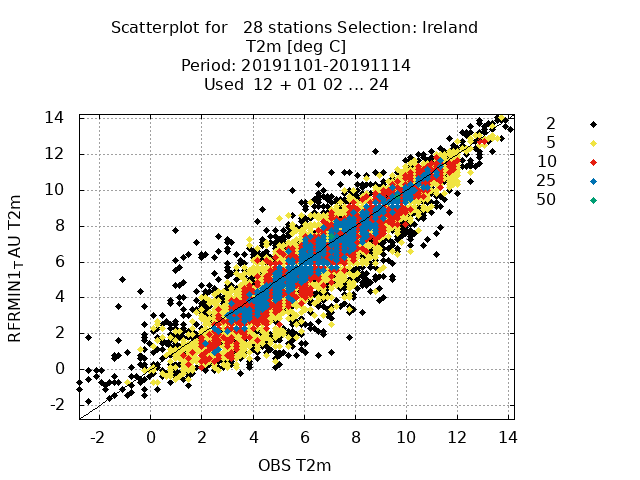 Scatterplot for 28 stations Selection: Ireland
T2m [deg C]
Period: 20191101-20191114
Used 12 + 01 02 ... 24
14
12
10
8
6
4
2
0
-2
-2 0 2 4 6 8 10 12 14
RFRMIN1_AU T2m
OBS T2m
2
5
10
25
50